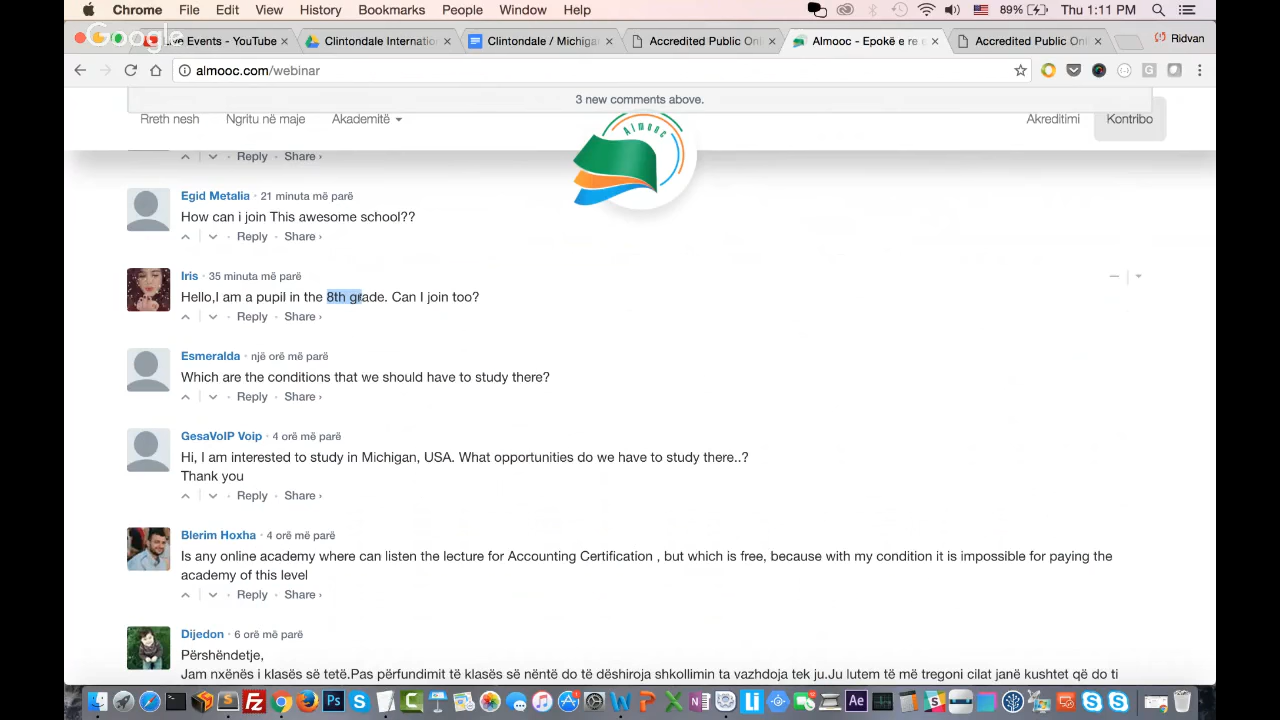 Chrome File Edit View History Bookmarks People Window Help 89% Thu 1:11 PM
Google
Live Events - YouTube Clintondale Internatio Clintondale / Michiga Accredited Public Onl Almooc - Epokë e re e Accredited Public Onl Ridvan
almooc.com/webinar
3 new comments above.
Rreth nesh Ngritu në maje Akademitë Almooc Akreditimi Kontribo
Reply Share ›
Egid Metalia · 21 minuta më parë
How can i join This awesome school??
Reply Share ›
Iris · 35 minuta më parë
Hello,I am a pupil in the 8th grade. Can I join too?
Reply Share ›
Esmeralda · një orë më parë
Which are the conditions that we should have to study there?
Reply Share ›
GesaVoIP Voip · 4 orë më parë
Hi, I am interested to study in Michigan, USA. What opportunities do we have to study there..?
Thank you
Reply Share ›
Blerim Hoxha · 4 orë më parë
Is any online academy where can listen the lecture for Accounting Certification , but which is free, because with my condition it is impossible for paying the
academy of this level
Reply Share ›
Dijedon · 6 orë më parë
Përshëndetje,
Jam nxënës i klasës së tetë.Pas përfundimit të klasës së nëntë do të dëshiroja shkollimin ta vazhdoja tek ju.Ju lutem të më tregoni cilat janë kushtet që do ti